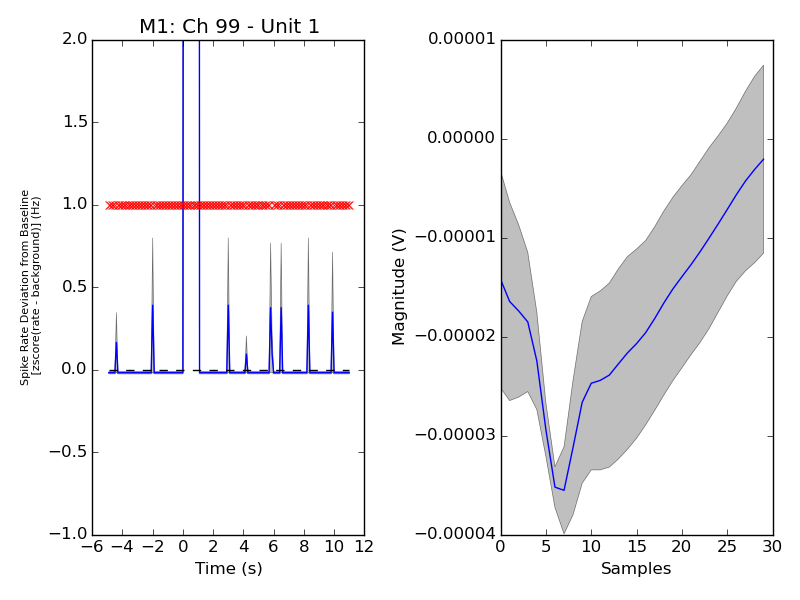 M1: Ch 99 - Unit 1
2.0
1.5
1.0
0.5
0.0
−0.5
−1.0
−6 −4 −2 0 2 4 6 8 10 12
Time (s)
Spike Rate Deviation from Baseline
[zscore(rate - background)] (Hz)
0.00001
0.00000
−0.00001
−0.00002
−0.00003
−0.00004
0 5 10 15 20 25 30
Samples
Magnitude (V)